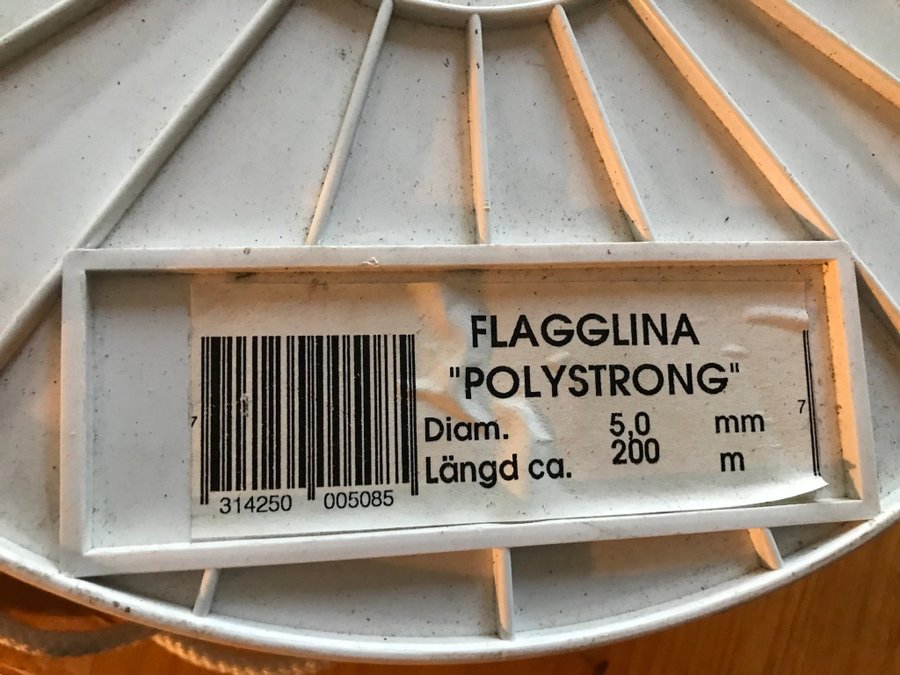 FLAGGLINA
"POLYSTRONG"
Diam. 5,0 mm
Längd ca. 200 m
7 314250 005085
7